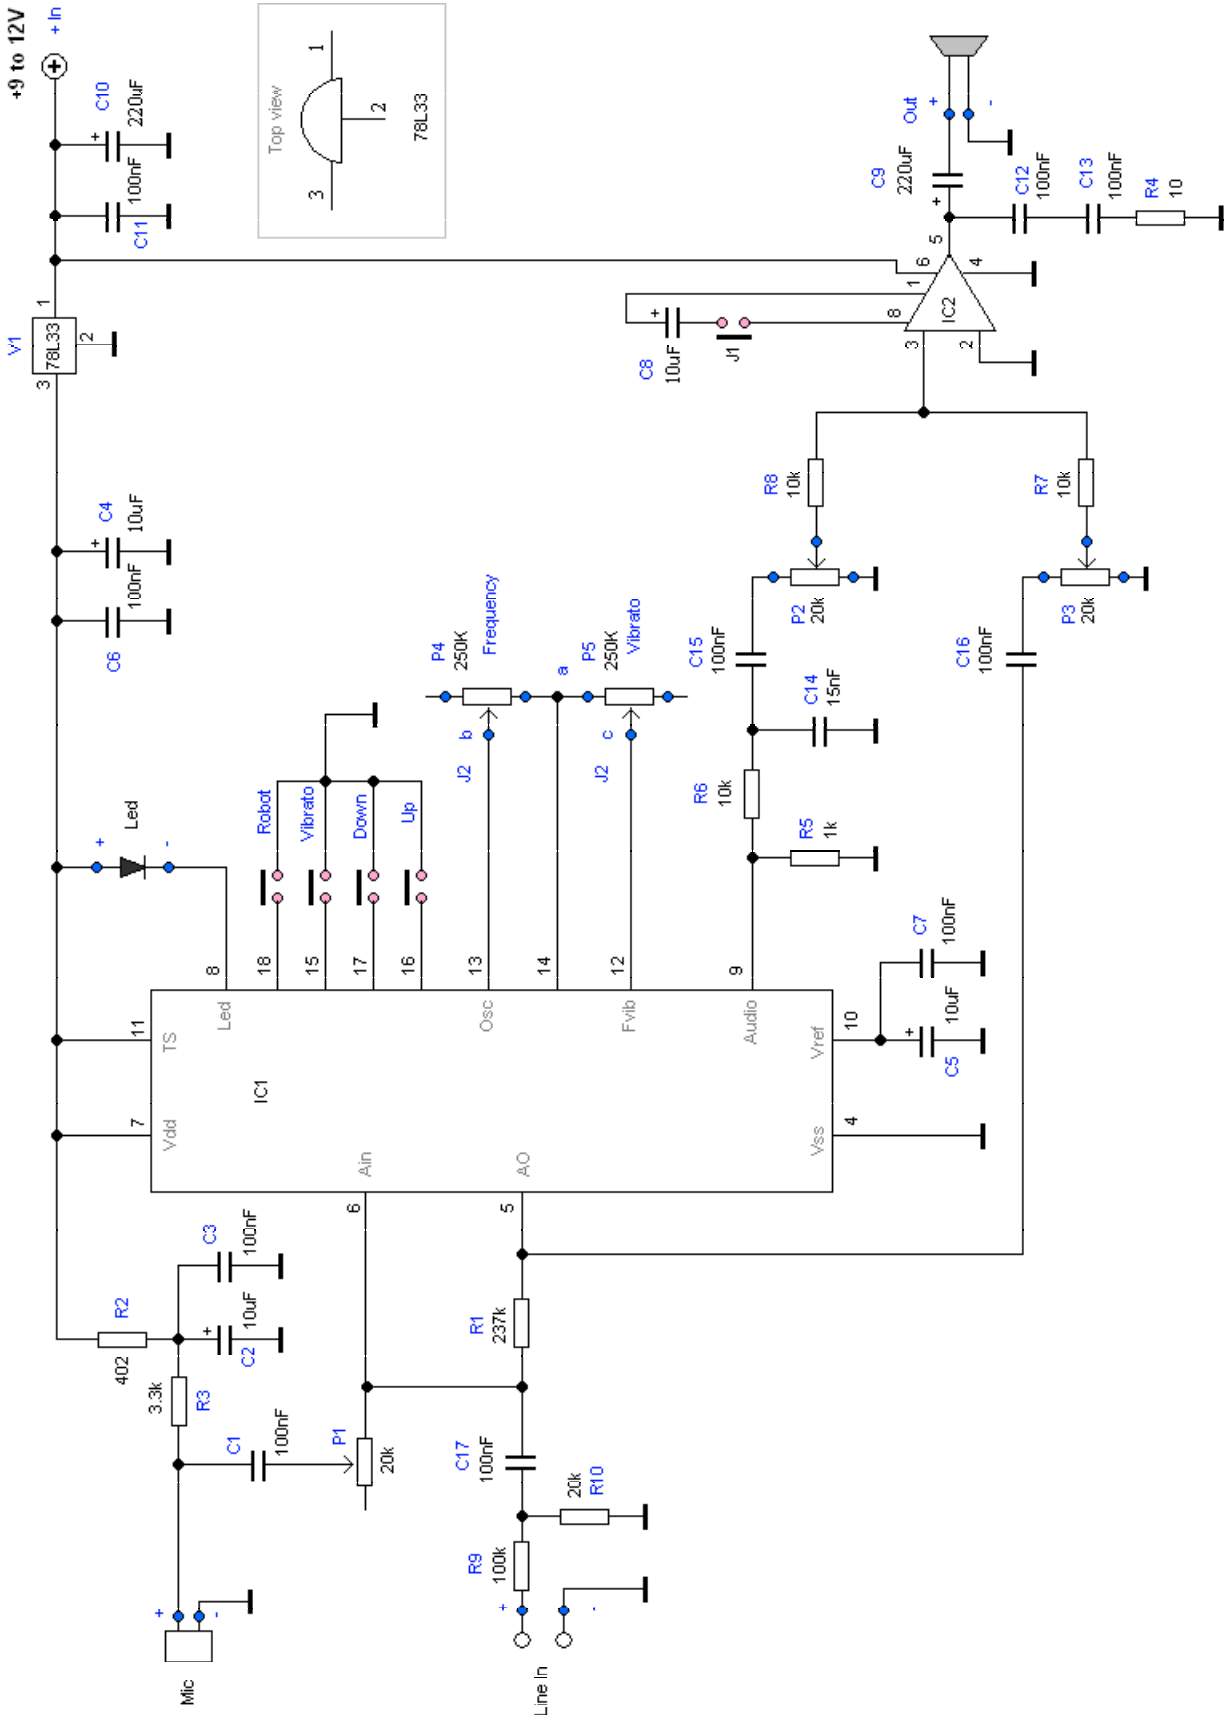 +9 to 12V
+ In
C10
220uF
+
C11
100nF
V1
78L33
1
2
3
Top view
1
2
3
78L33
C4
10uF
+
C6
100nF
Led
+
-
Mic
+
-
R2
402
R3
3.3k
C3
100nF
C2
10uF
+
C1
100nF
P1
20k
Line In
+
-
R9
100k
20k
R10
C17
100nF
R1
237k
IC1
7
Vdd
11
TS
6
Ain
5
AO
8
Led
18
15
17
16
13
Osc
14
12
Fvib
9
Audio
10
Vref
4
Vss
Robot
Vibrato
Down
Up
P4
250K
Frequency
J2
b
a
P5
250K
Vibrato
J2
c
C5
10uF
+
C7
100nF
R5
1k
R6
10k
C14
15nF
C15
100nF
P2
20k
R8
10k
C16
100nF
P3
20k
R7
10k
C8
10uF
+
J1
IC2
3
2
8
1
6
4
5
C9
220uF
+
C12
100nF
C13
100nF
R4
10
Out
+
-